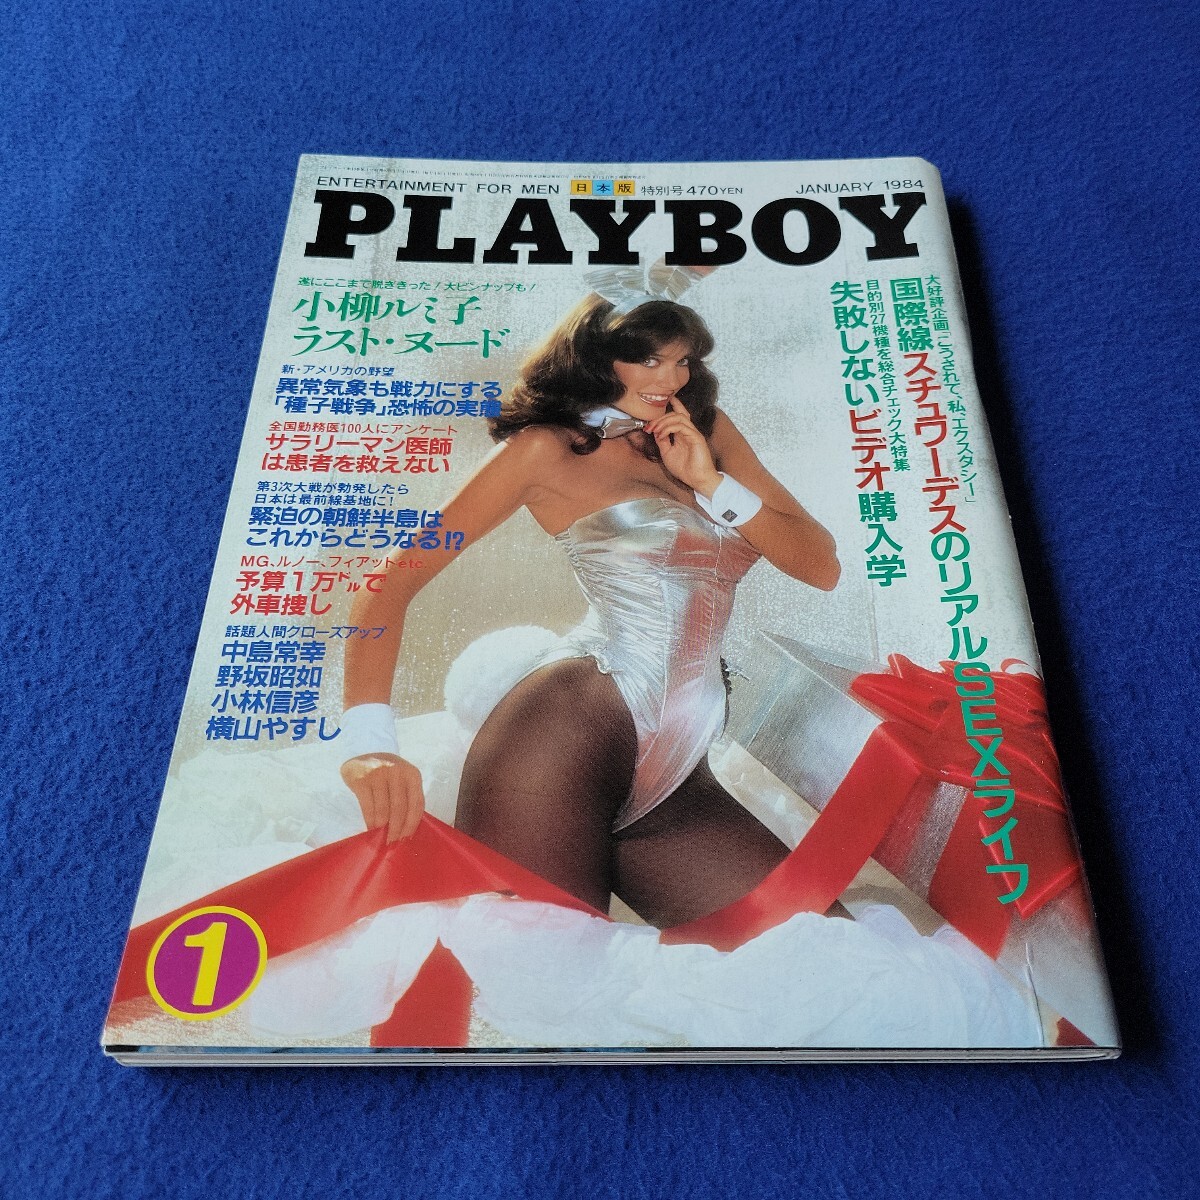 ENTERTAINMENT FOR MEN 日本版 特別号470YEN JANUARY 1984
PLAYBOY
遂にここまで脱ぎきった！大ピンナップも！
小柳ルミ子
ラスト・ヌード
新・アメリカの野望
異常気象も戦力にする
「種子戦争」恐怖の実態
全国勤務医100人にアンケート
サラリーマン医師
は患者を救えない
第3次大戦が勃発したら
日本は最前線基地に！
緊迫の朝鮮半島は
これからどうなる!?
MG、ルノー、フィアットetc.
予算1万ドルで
外車捜し
話題人間クローズアップ
中島常幸
野坂昭如
小林信彦
横山やすし
大好評企画「こうされて、私、エクスタシー」
国際線スチュワーデスのリアルSEXライフ
目的別27機種を総合チェック大特集
失敗しないビデオ購入学
1